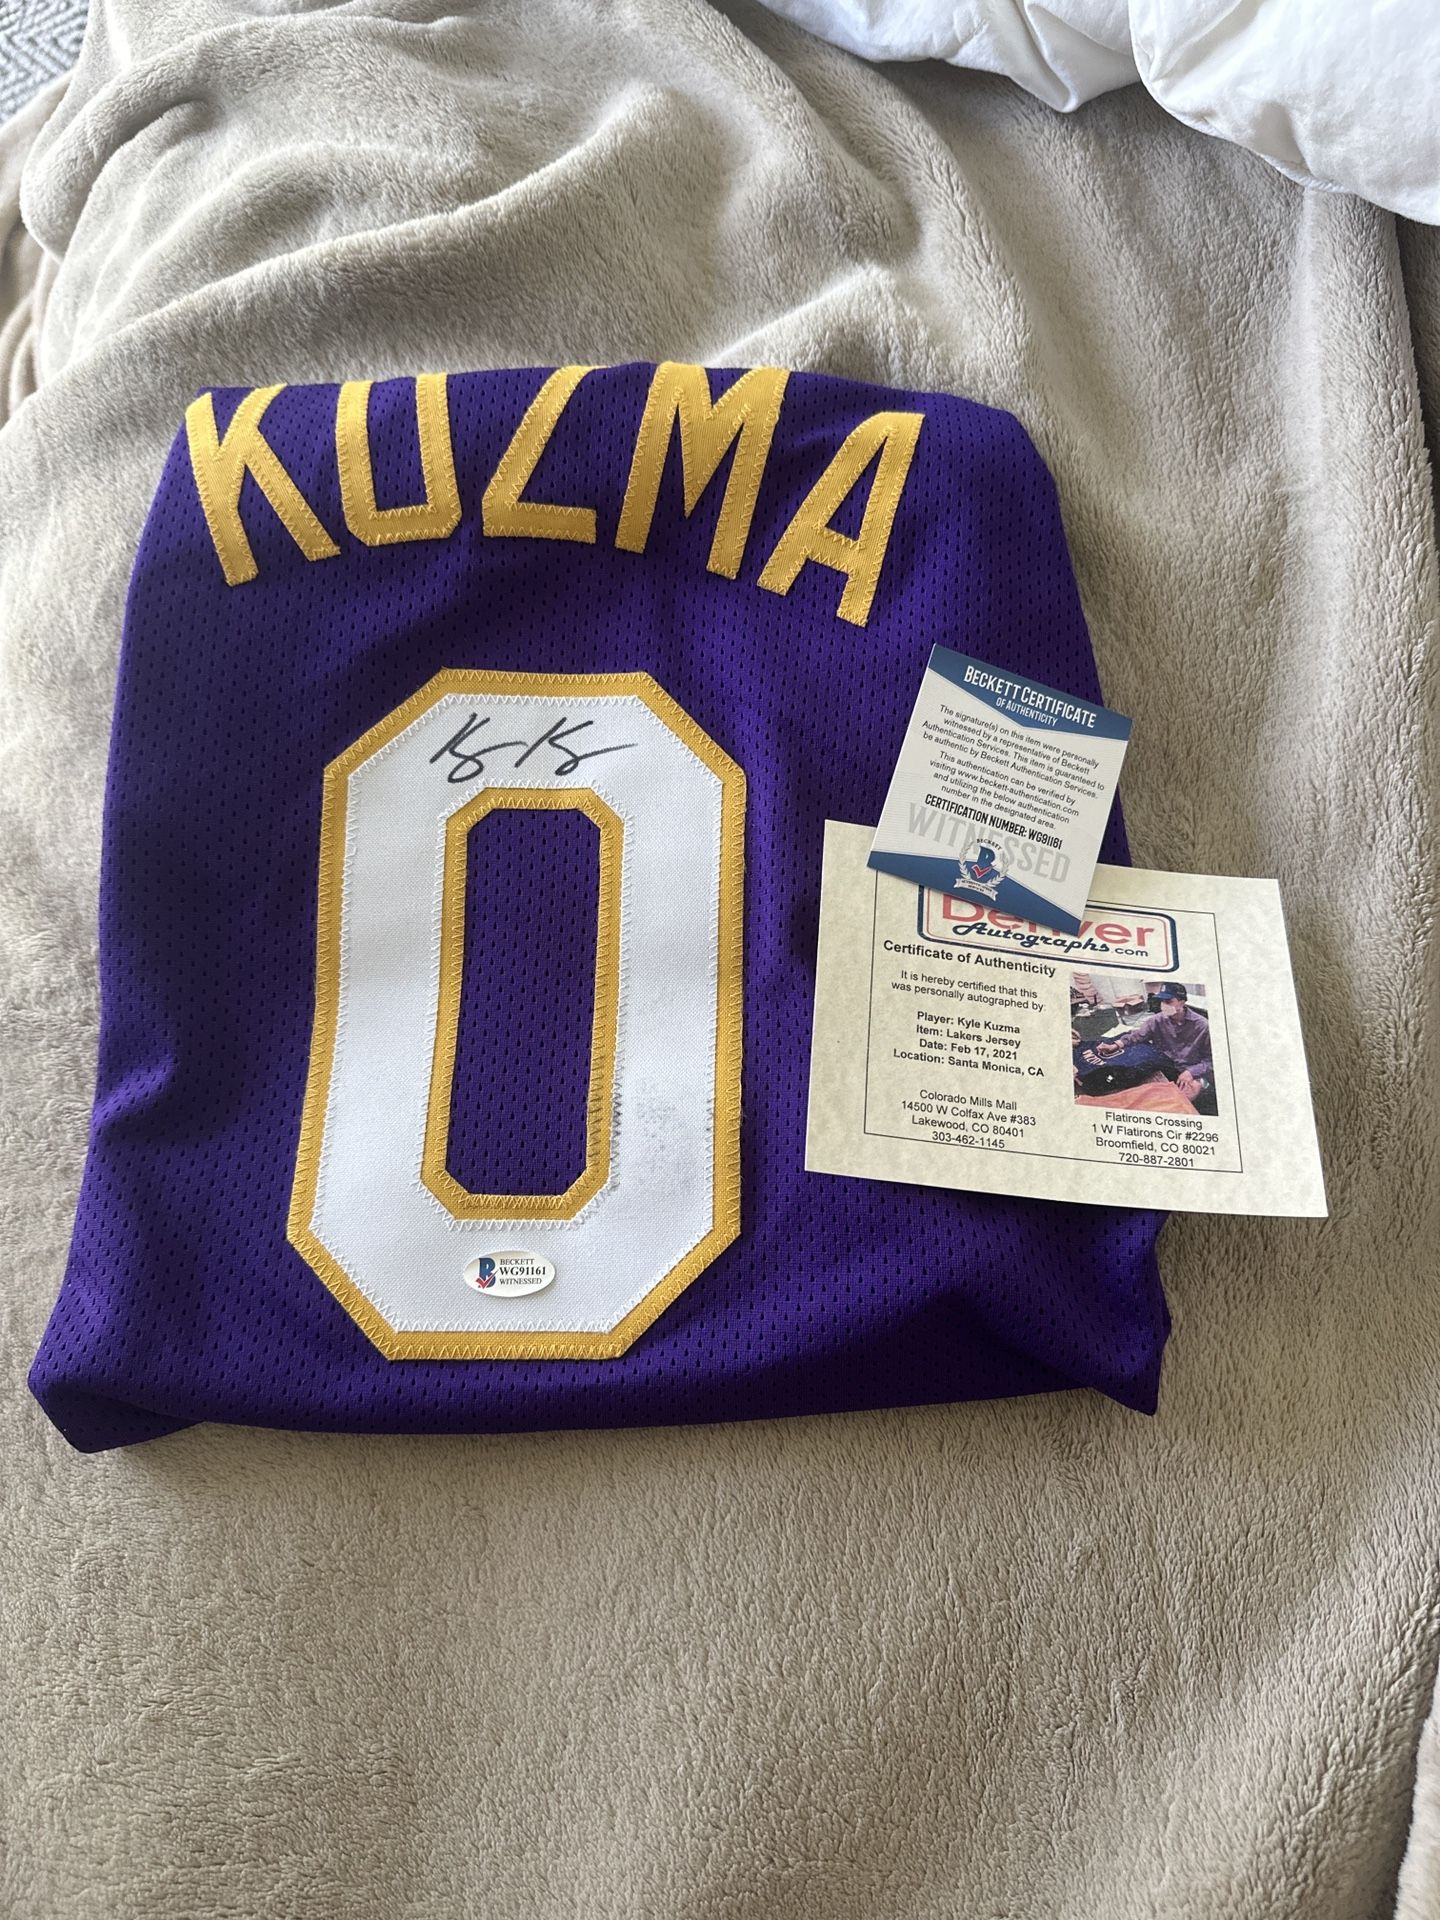 KUZMA
0
BECKETT
WG91161
WITNESSED
BECKETT CERTIFICATE
OF AUTHENTICITY
The signature(s) on this item were personally
witnessed by a representative of Beckett
Authentication Services. This item is guaranteed to
be authentic by Beckett Authentication Services.
This authentication can be verified by
visiting www.beckett-authentication.com
and utilizing the below authentication
number in the designated area.
CERTIFICATION NUMBER: WG91161
WITNESSED
BECKETT
Denver
Autographs.com
Certificate of Authenticity
It is hereby certified that this
was personally autographed by:
Player: Kyle Kuzma
Item: Lakers Jersey
Date: Feb 17, 2021
Location: Santa Monica, CA
Colorado Mills Mall
14500 W Colfax Ave #383
Lakewood, CO 80401
303-462-1145
Flatirons Crossing
1 W Flatirons Cir #2296
Broomfield, CO 80021
720-887-2801